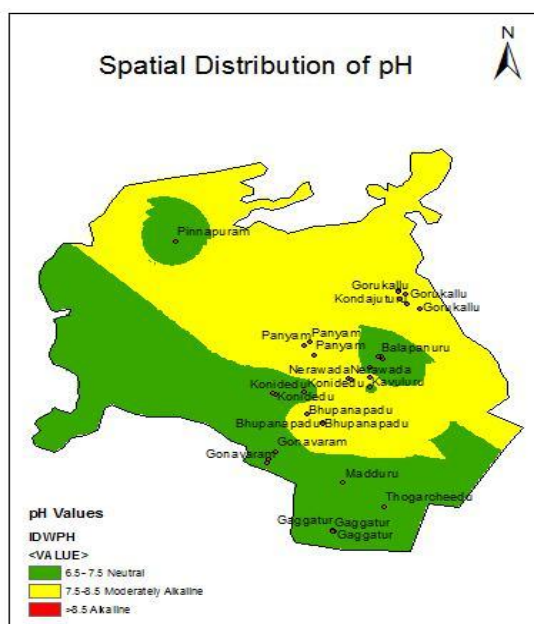 N
Spatial Distribution of pH
Pinnapuram
Gorukallu
Gorukallu
Kondajuturu
Gorukallu
Panyam
Panyam
Panyam
Balapanuru
Nerawada
Nerawada
Konidedu
Konidedu
Kavuluru
Konidedu
Bhupanapadu
Bhupanapadu
Bhupanapadu
Gonavaram
Gonavaram
Madduru
Thogarcheedu
Gaggatur
Gaggatur
Gaggatur
pH Values
IDWPH
<VALUE>
6.5-7.5 Neutral
7.5-8.5 Moderately Alkaline
>8.5 Alkaline